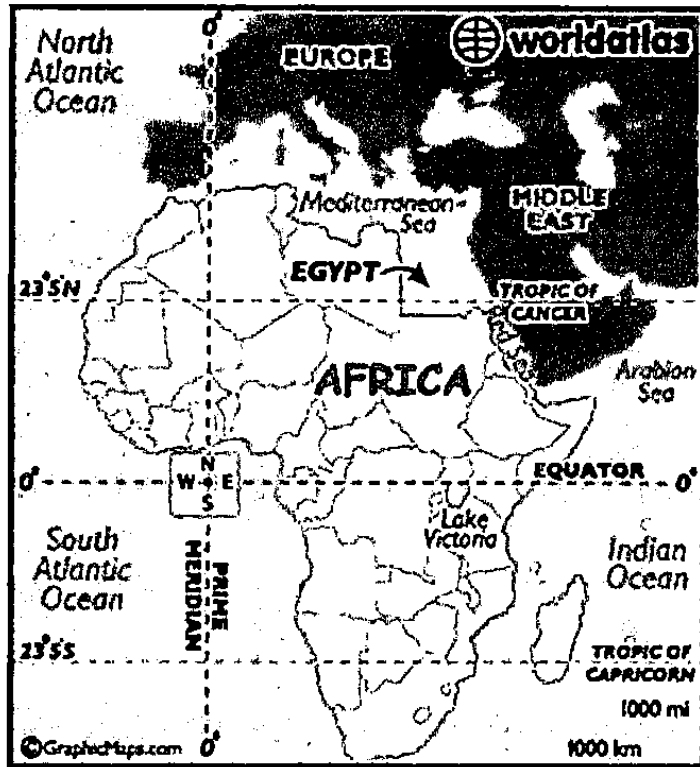 0°
North
Atlantic
Ocean
EUROPE
worldatlas
Mediterranean
Sea
MIDDLE
EAST
EGYPT
23°5'N
TROPIC OF
CANCER
AFRICA
Arabian
Sea
N
W E
S
EQUATOR
0°
0°
Lake
Victoria
South
Atlantic
Ocean
PRIME
MERIDIAN
Indian
Ocean
23°5'S
TROPIC OF
CAPRICORN
1000 mi
©GraphicMaps.com
0°
1000 km